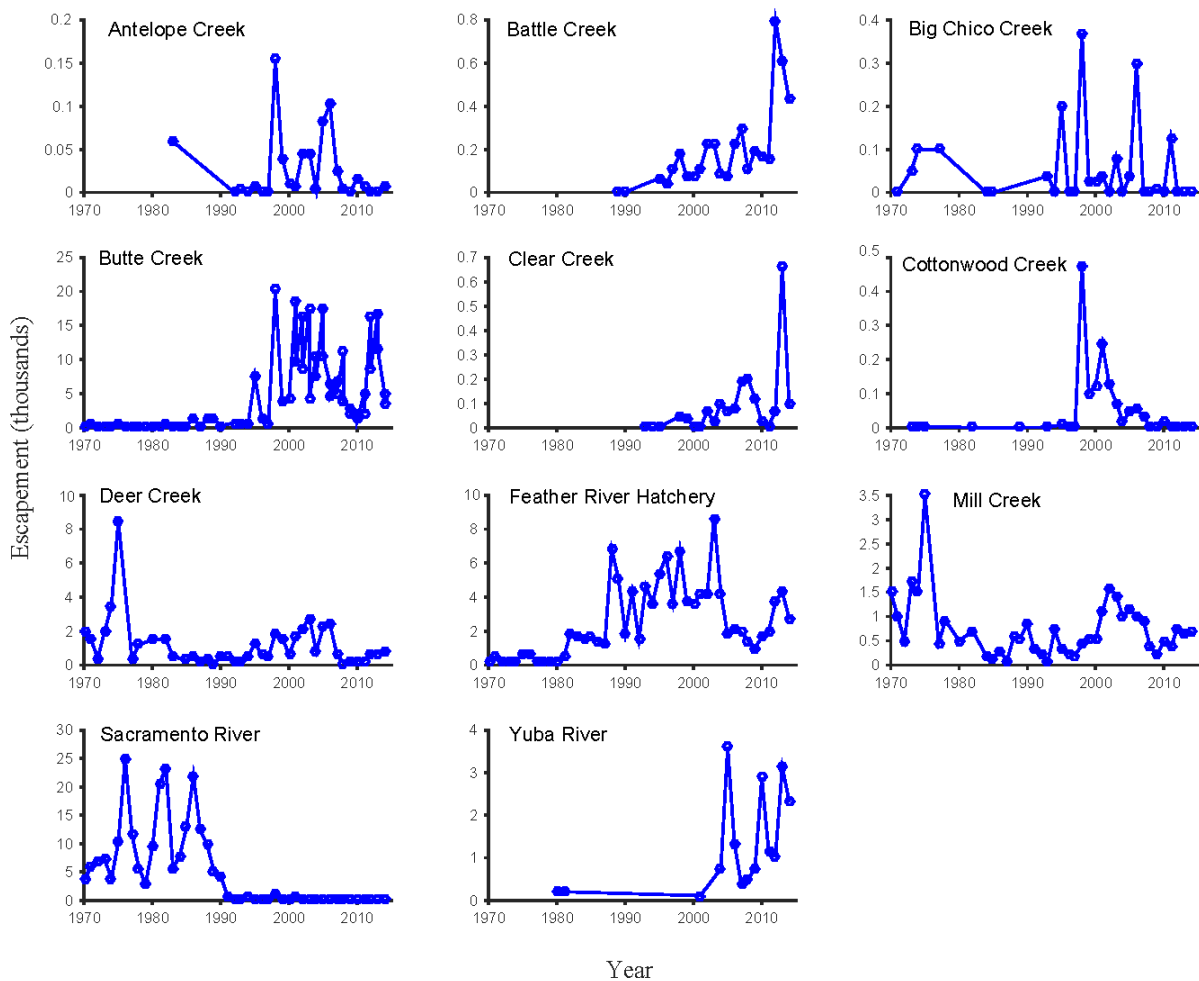 Antelope Creek
0.2
0.15
0.1
0.05
0
1970 1980 1990 2000 2010
Battle Creek
0.8
0.6
0.4
0.2
0
1970 1980 1990 2000 2010
Big Chico Creek
0.4
0.3
0.2
0.1
0
1970 1980 1990 2000 2010
Butte Creek
25
20
15
10
5
0
1970 1980 1990 2000 2010
Clear Creek
0.7
0.6
0.5
0.4
0.3
0.2
0.1
0
1970 1980 1990 2000 2010
Cottonwood Creek
0.5
0.4
0.3
0.2
0.1
0
1970 1980 1990 2000 2010
Escapement (thousands)
Deer Creek
10
8
6
4
2
0
1970 1980 1990 2000 2010
Feather River Hatchery
10
8
6
4
2
0
1970 1980 1990 2000 2010
Mill Creek
3.5
3
2.5
2
1.5
1
0.5
0
1970 1980 1990 2000 2010
Sacramento River
30
25
20
15
10
5
0
1970 1980 1990 2000 2010
Yuba River
4
3
2
1
0
1970 1980 1990 2000 2010
Year